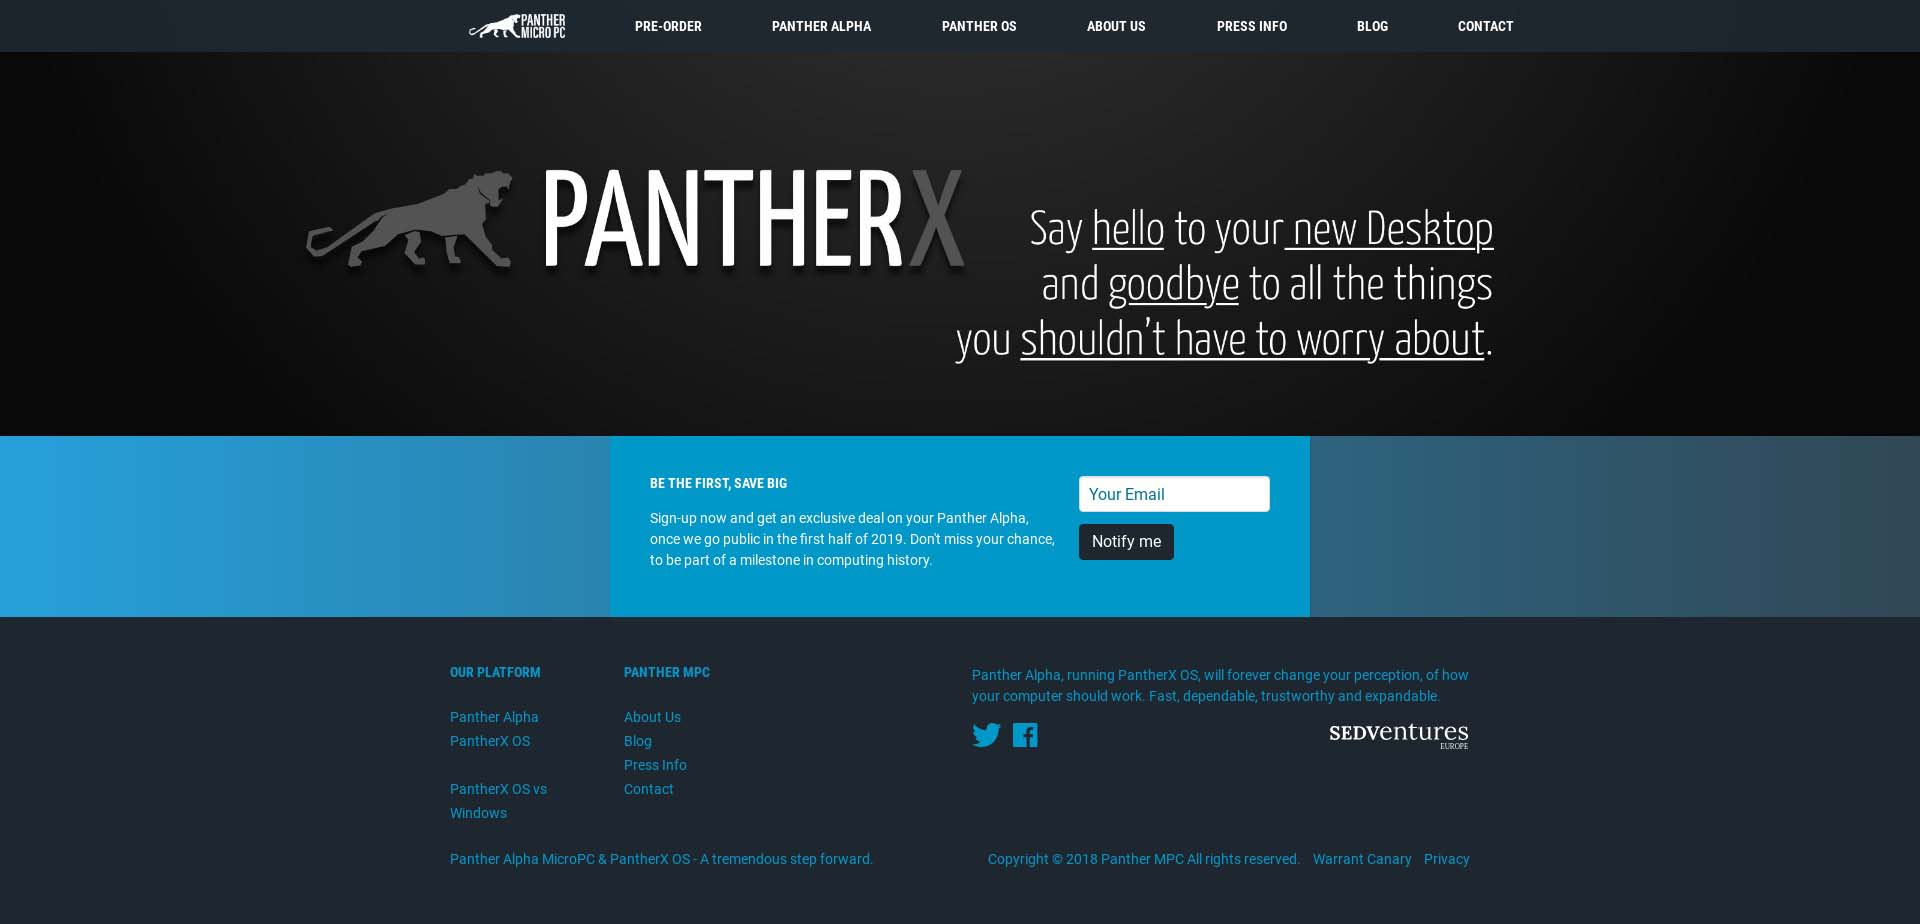 PANTHER
MICRO PC
PRE-ORDER
PANTHER ALPHA
PANTHER OS
ABOUT US
PRESS INFO
BLOG
CONTACT
PANTHERX
Say hello to your new Desktop
and goodbye to all the things
you shouldn't have to worry about.
BE THE FIRST, SAVE BIG
Sign-up now and get an exclusive deal on your Panther Alpha,
once we go public in the first half of 2019. Don't miss your chance,
to be part of a milestone in computing history.
Your Email
Notify me
OUR PLATFORM
Panther Alpha
PantherX OS
PantherX OS vs
Windows
PANTHER MPC
About Us
Blog
Press Info
Contact
Panther Alpha, running PantherX OS, will forever change your perception, of how
your computer should work. Fast, dependable, trustworthy and expandable.
SEDVentures
EUROPE
Panther Alpha MicroPC & PantherX OS - A tremendous step forward.
Copyright © 2018 Panther MPC All rights reserved. Warrant Canary Privacy